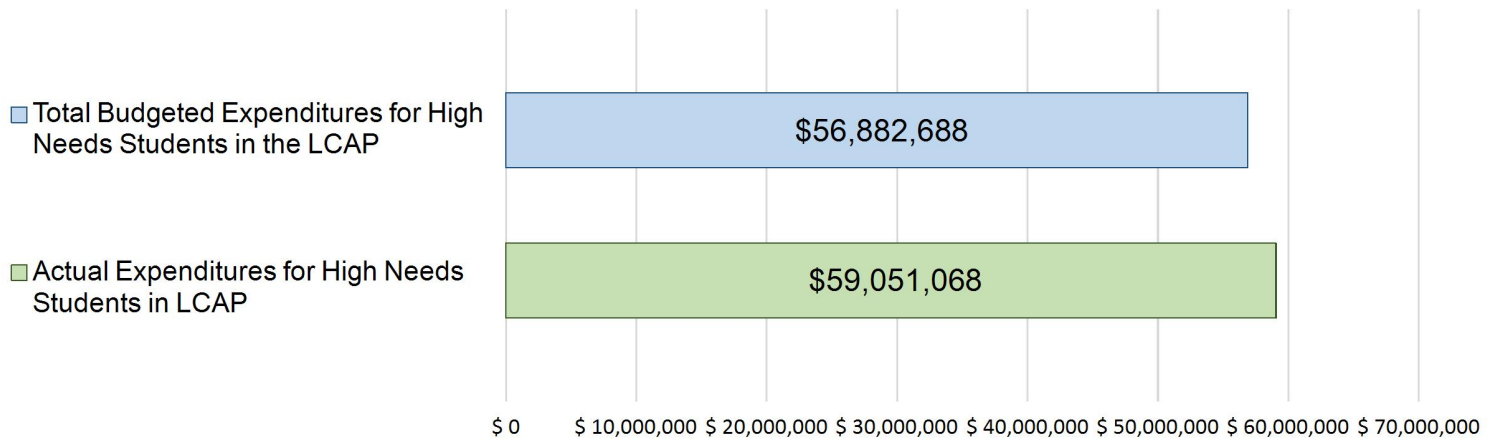 Total Budgeted Expenditures for High
Needs Students in the LCAP
$56,882,688
Actual Expenditures for High Needs
Students in LCAP
$59,051,068
$ 0 $ 10,000,000 $ 20,000,000 $ 30,000,000 $ 40,000,000 $ 50,000,000 $ 60,000,000 $ 70,000,000